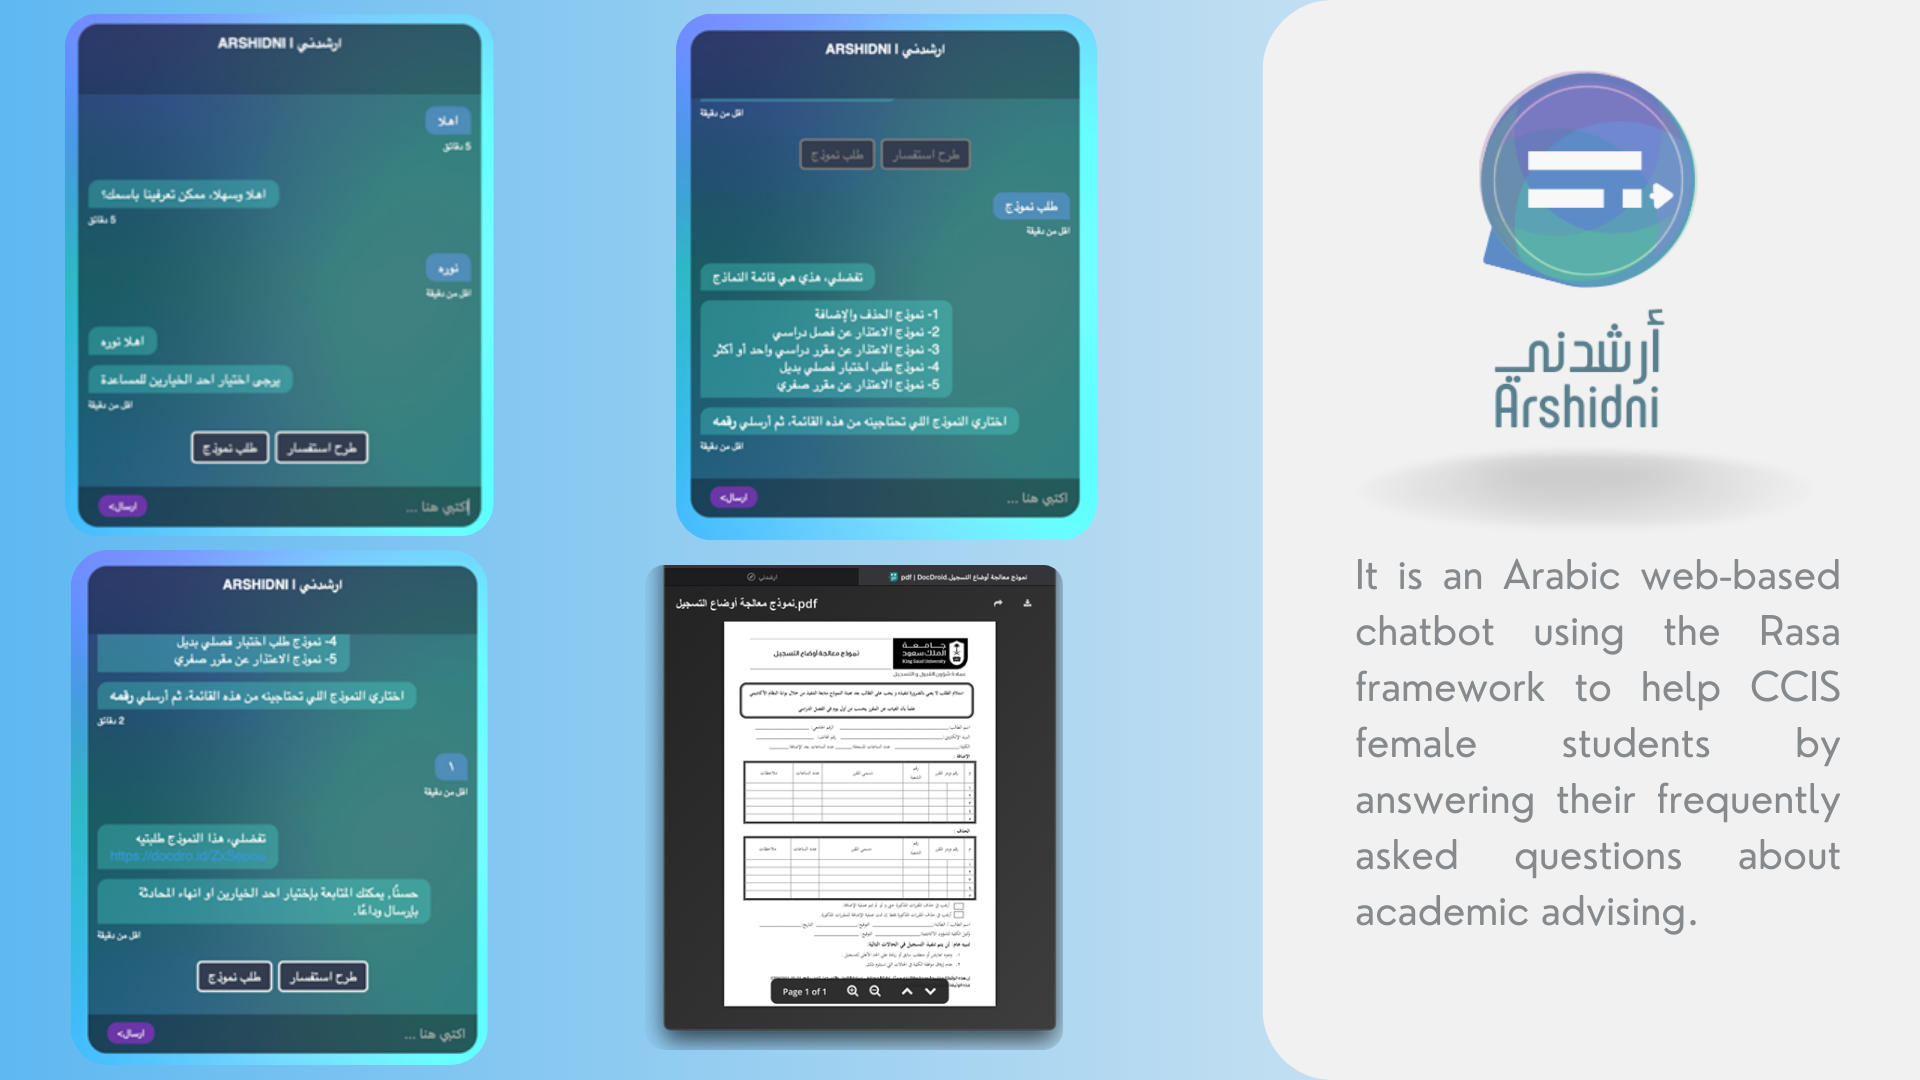 ارشدني | ARSHIDNI
اهلا
5 دقائق
اهلا وسهلا، ممكن تعرفينا باسمك؟
5 دقائق
نوره
اقل من دقيقة
اهلا نوره
يرجى اختيار احد الخيارين للمساعدة
اقل من دقيقة
طرح استفسار
طلب نموذج
اكتبي هنا ...
ارسال>
ارشدني | ARSHIDNI
اقل من دقيقة
طرح استفسار
طلب نموذج
طلب نموذج
اقل من دقيقة
تفضلي، هذي هي قائمة النماذج
1- نموذج الحذف والإضافة
2- نموذج الاعتذار عن فصل دراسي
3- نموذج الاعتذار عن مقرر دراسي واحد أو أكثر
4- نموذج طلب اختبار فصلي بديل
5- نموذج الاعتذار عن مقرر صفري
اختاري النموذج اللي تحتاجينه من هذه القائمة، ثم أرسلي رقمه
اقل من دقيقة
اكتبي هنا ...
ارسال>
ارشدني | ARSHIDNI
4- نموذج طلب اختبار فصلي بديل
5- نموذج الاعتذار عن مقرر صفري
اختاري النموذج اللي تحتاجينه من هذه القائمة، ثم أرسلي رقمه
2 دقائق
١
اقل من دقيقة
تفضلي، هذا النموذج طلبتيه
حسنًا, يمكنك المتابعة بإختيار احد الخيارين او انهاء المحادثة
بإرسال وداعًا.
اقل من دقيقة
طرح استفسار
طلب نموذج
اكتبي هنا ...
ارسال>
ارشدني
نموذج معالجة أوضاع التسجيل.pdf | DocDroid
نموذج معالجة أوضاع التسجيل.pdf
جامعة
الملك سعود
King Saud University
نموذج معالجة أوضاع التسجيل
عمادة شؤون القبول و التسجيل
الإضافة :
الحذف :
Page 1 of 1
أرشدني
Arshidni
It is an Arabic web-based
chatbot using the Rasa
framework to help CCIS
female students by
answering their frequently
asked questions about
academic advising.